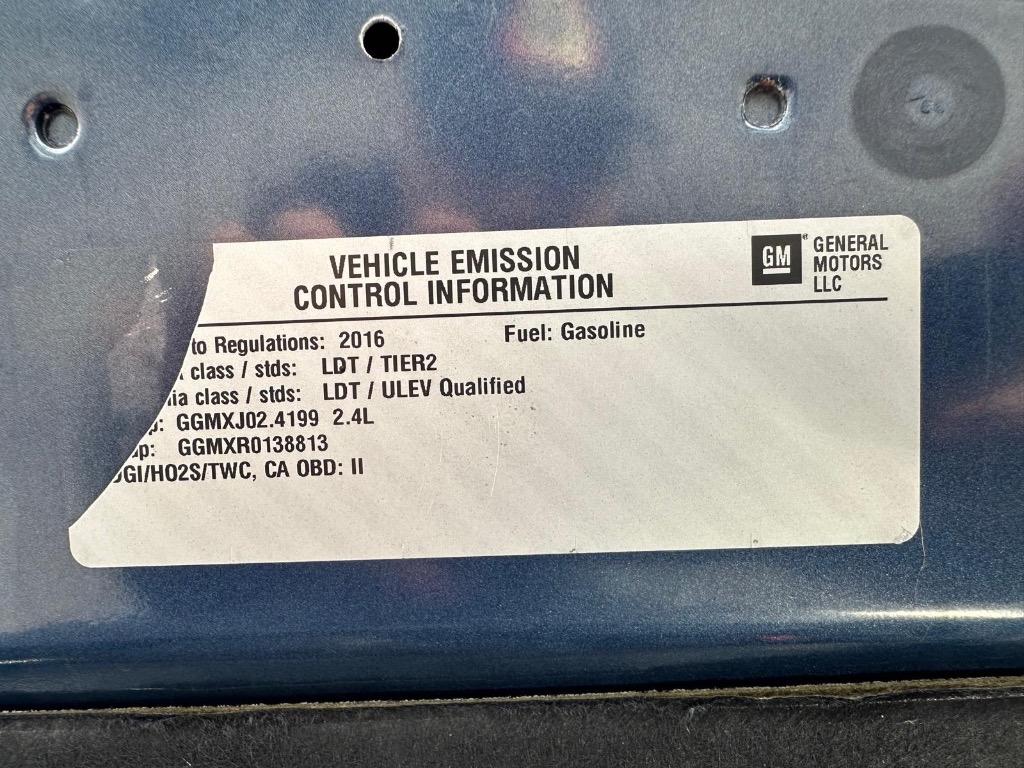 VEHICLE EMISSION
CONTROL INFORMATION
GM
GENERAL
MOTORS
LLC
to Regulations: 2016 Fuel: Gasoline
class / stds: LDT / TIER2
ia class / stds: LDT / ULEV Qualified
p: GGMXJ02.4199 2.4L
up: GGMXR0138813
GI/HO2S/TWC, CA OBD: II